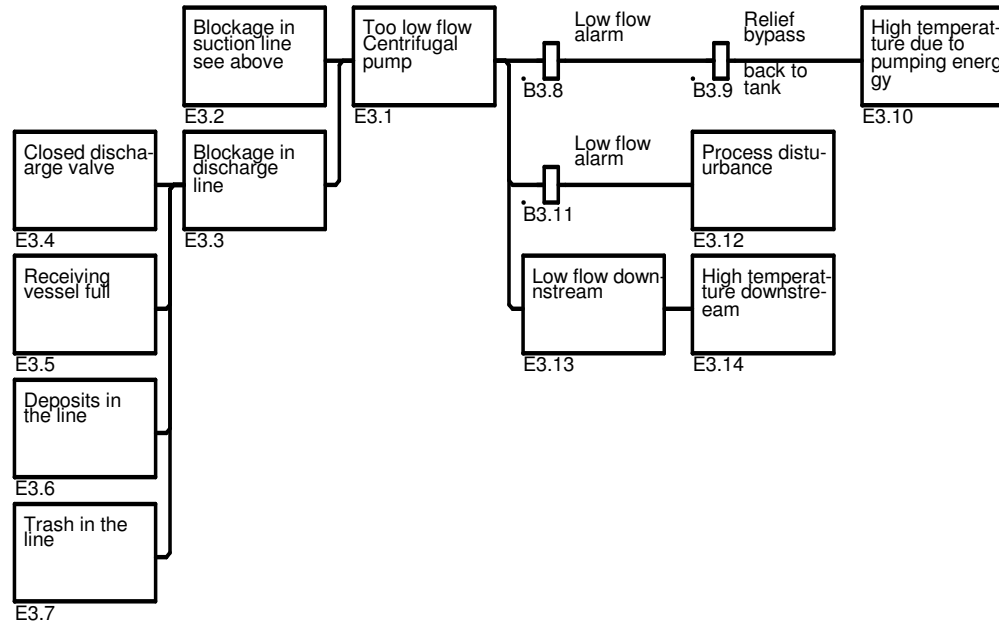 Blockage in
suction line
see above
E3.2
Too low flow
Centrifugal
pump
E3.1
Low flow
alarm
B3.8
Relief
bypass
back to
tank
B3.9
High temperat-
ture due to
pumping energ
gy
E3.10
Closed discha-
arge valve
E3.4
Blockage in
discharge
line
E3.3
Low flow
alarm
B3.11
Process distu-
urbance
E3.12
Receiving
vessel full
E3.5
Low flow down-
nstream
E3.13
High temperat-
ture downstre-
eam
E3.14
Deposits in
the line
E3.6
Trash in the
line
E3.7